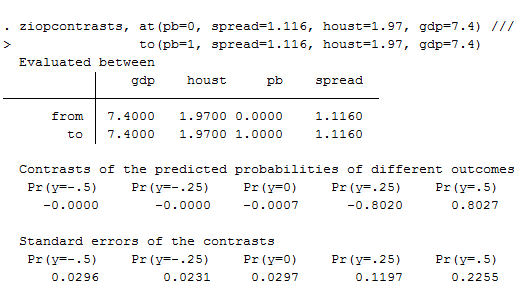 . ziopcontrasts, at(pb=0, spread=1.116, houst=1.97, gdp=7.4) ///
> to(pb=1, spread=1.116, houst=1.97, gdp=7.4)
Evaluated between
gdp houst pb spread
from 7.4000 1.9700 0.0000 1.1160
to 7.4000 1.9700 1.0000 1.1160
Contrasts of the predicted probabilities of different outcomes
Pr(y=-.5) Pr(y=-.25) Pr(y=0) Pr(y=.25) Pr(y=.5)
-0.0000 -0.0000 -0.0007 -0.8020 0.8027
Standard errors of the contrasts
Pr(y=-.5) Pr(y=-.25) Pr(y=0) Pr(y=.25) Pr(y=.5)
0.0296 0.0231 0.0297 0.1197 0.2255